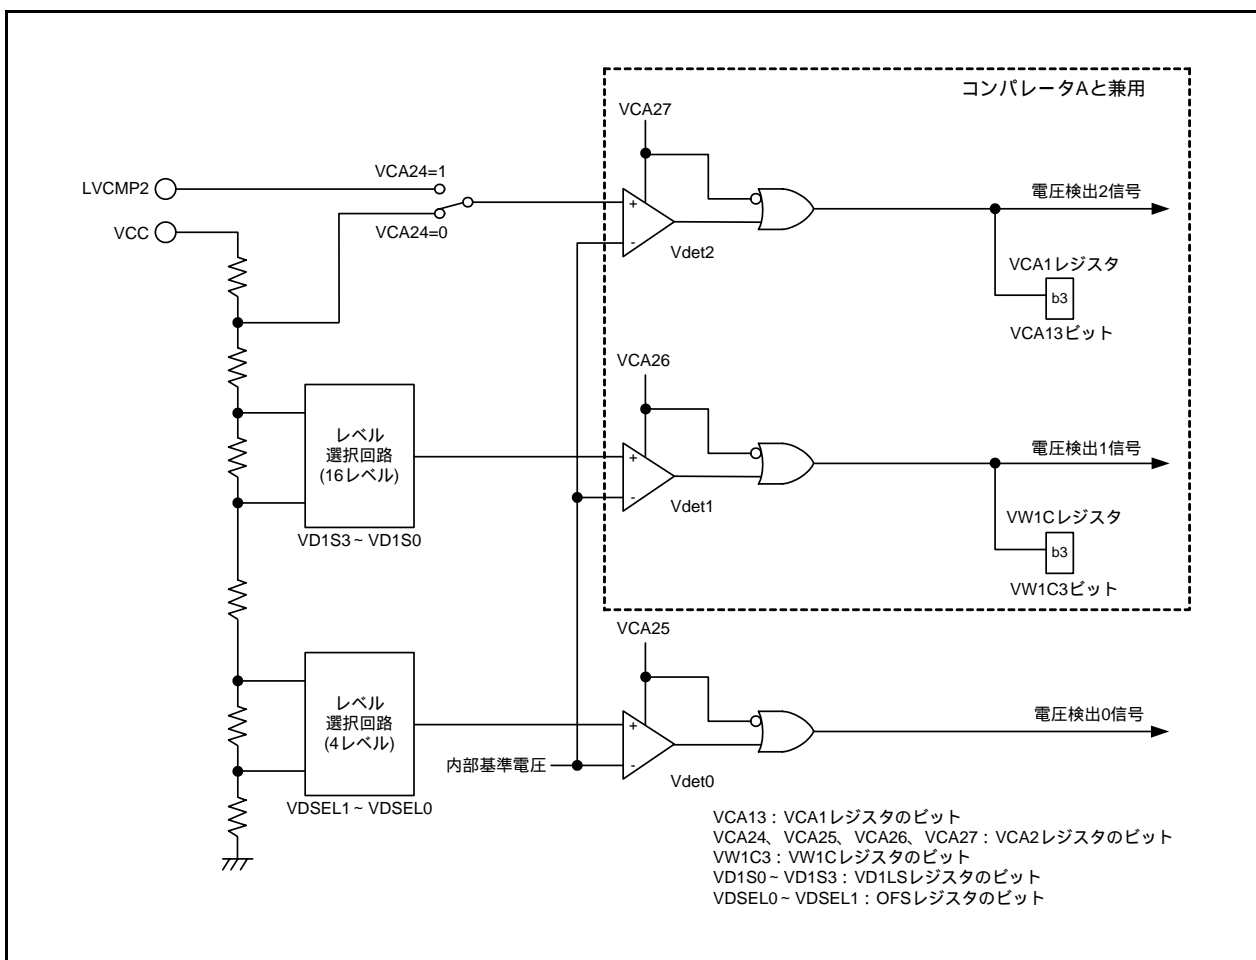 コンパレータAと兼用
VCA27
VCA24=1
LVCMP2
電圧検出2信号
+
VCC
VCA24=0
-
Vdet2
VCA1レジスタ
b3
VCA13ビット
VCA26
レベル
選択回路
(16レベル)
電圧検出1信号
+
-
Vdet1
VD1S3~VD1S0
VW1Cレジスタ
b3
VW1C3ビット
VCA25
レベル
選択回路
(4レベル)
電圧検出0信号
+
内部基準電圧
-
Vdet0
VDSEL1~VDSEL0
VCA13:VCA1レジスタのビット
VCA24、VCA25、VCA26、VCA27:VCA2レジスタのビット
VW1C3:VW1Cレジスタのビット
VD1S0~VD1S3:VD1LSレジスタのビット
VDSEL0~VDSEL1:OFSレジスタのビット